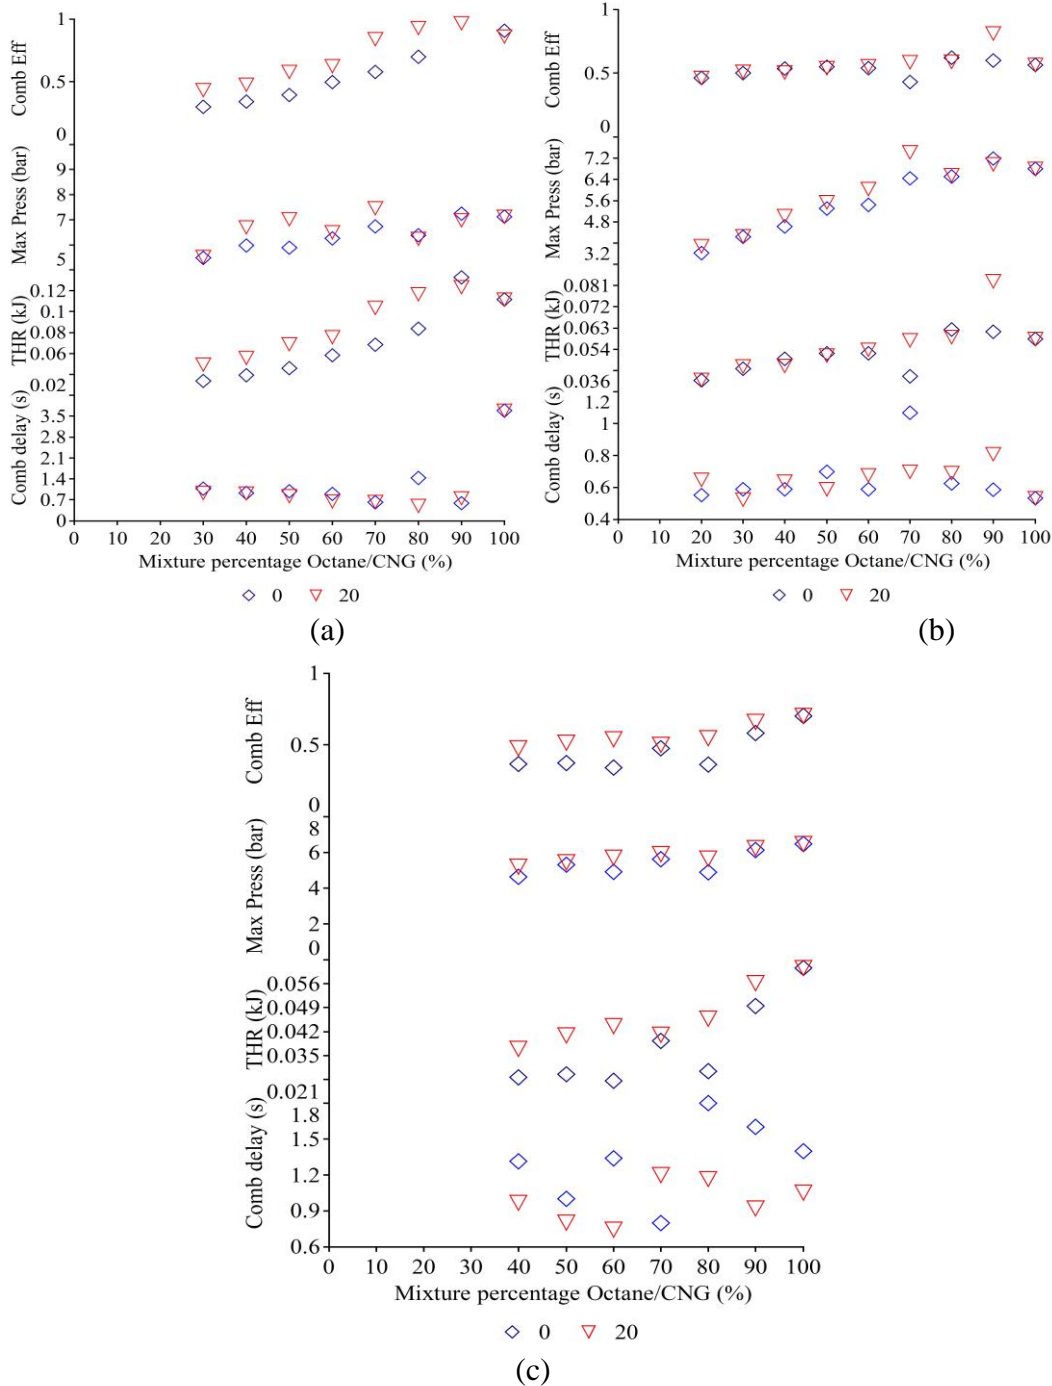 1
Comb Eff
0.5
0
Max Press (bar)
9
8
7
5
THR (kJ)
0.12
0.1
0.08
0.06
0.02
Comb delay (s)
3.5
2.8
2.1
1.4
0.7
0
0 10 20 30 40 50 60 70 80 90 100
Mixture percentage Octane/CNG (%)
0 20
(a)
1
Comb Eff
0.5
0
Max Press (bar)
7.2
6.4
5.6
4.8
3.2
THR (kJ)
0.081
0.072
0.063
0.054
0.036
Comb delay (s)
1.2
1
0.8
0.6
0.4
0 10 20 30 40 50 60 70 80 90 100
Mixture percentage Octane/CNG (%)
0 20
(b)
1
Comb Eff
0.5
0
Max Press (bar)
8
6
4
2
0
THR (kJ)
0.056
0.049
0.042
0.035
0.021
Comb delay (s)
1.8
1.5
1.2
0.9
0.6
0 10 20 30 40 50 60 70 80 90 100
Mixture percentage Octane/CNG (%)
0 20
(c)